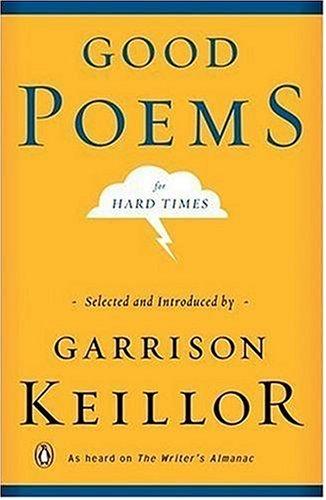 GOOD
POEMS
for
HARD TIMES
- Selected and Introduced by -
GARRISON
KEILLOR
As heard on The Writer's Almanac